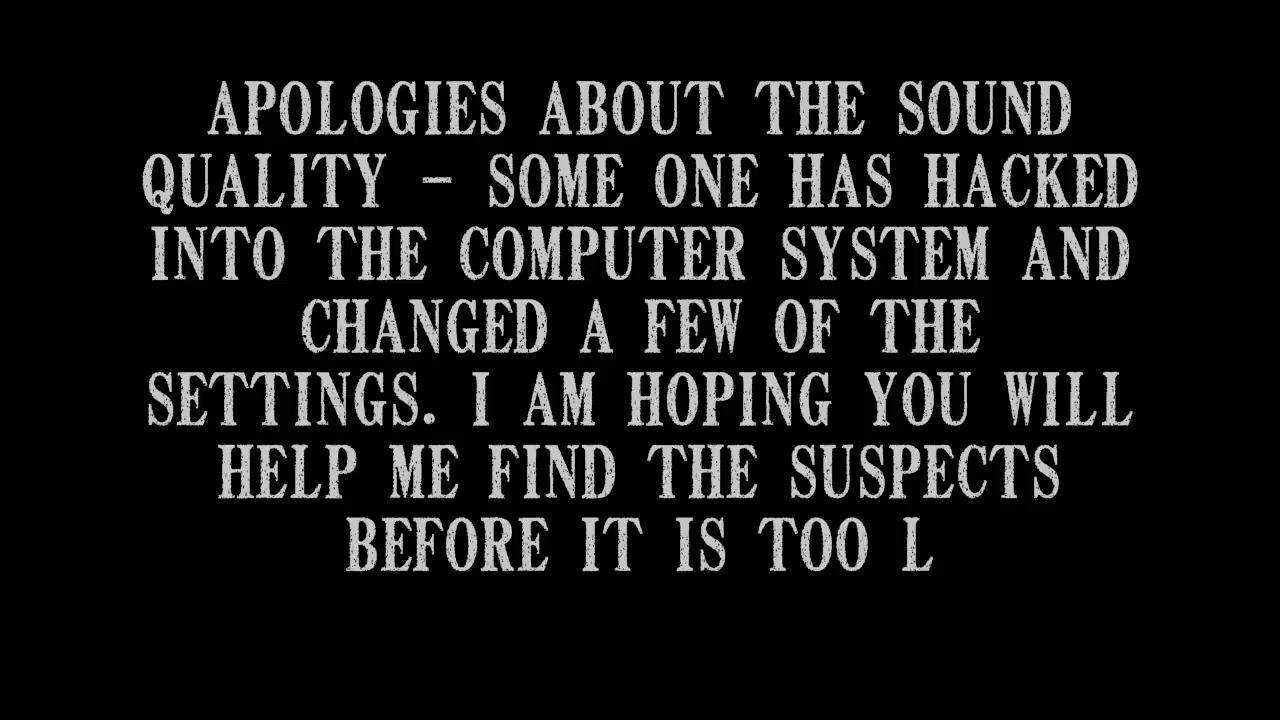 APOLOGIES ABOUT THE SOUND
QUALITY - SOME ONE HAS HACKED
INTO THE COMPUTER SYSTEM AND
CHANGED A FEW OF THE
SETTINGS. I AM HOPING YOU WILL
HELP ME FIND THE SUSPECTS
BEFORE IT IS TOO L